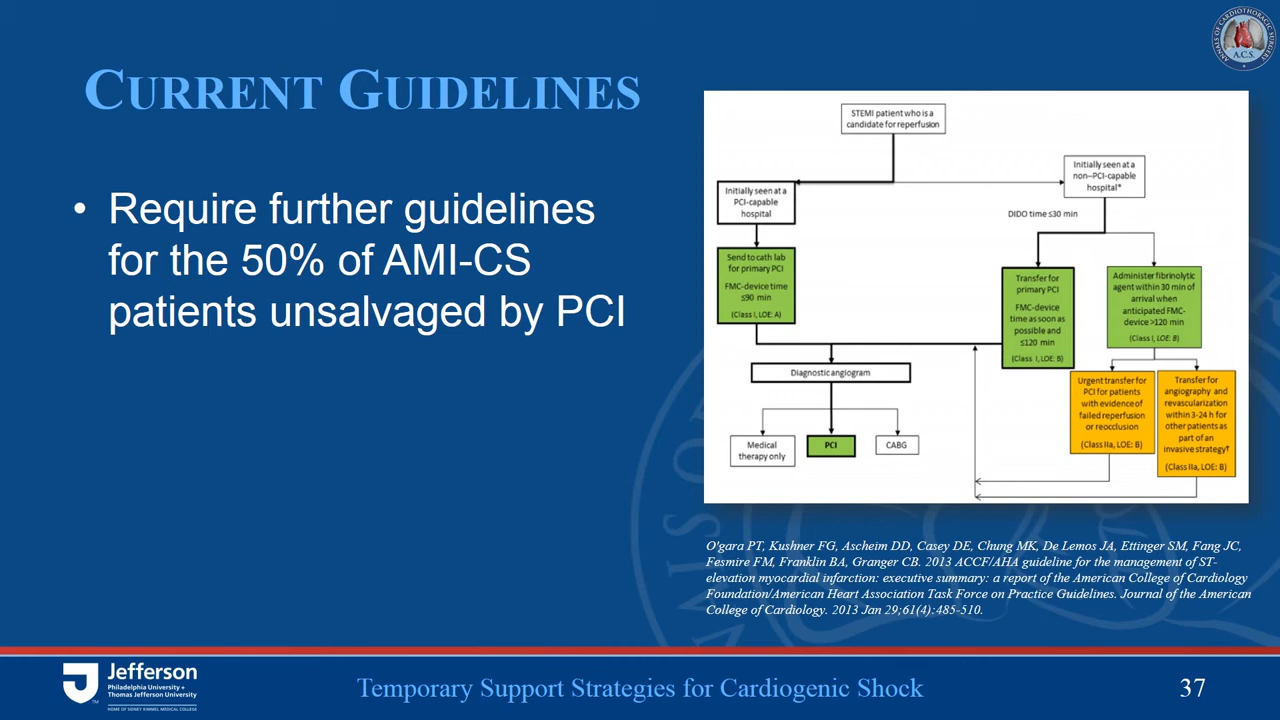 CURRENT GUIDELINES
• Require further guidelines
for the 50% of AMI-CS
patients unsalvaged by PCI
ANNALS OF CARDIOTHORACIC SURGERY
A.C.S.
STEMI patient who is a
candidate for reperfusion
Initially seen at a
PCI-capable
hospital
Initially seen at a
non–PCI-capable
hospital*
DIDO time ≤30 min
Send to cath lab
for primary PCI
FMC-device time
≤90 min
(Class I, LOE: A)
Transfer for
primary PCI
FMC-device
time as soon as
possible and
≤120 min
(Class I, LOE: B)
Administer fibrinolytic
agent within 30 min of
arrival when
anticipated FMC-
device >120 min
(Class I, LOE: B)
Diagnostic angiogram
Medical
therapy only
PCI
CABG
Urgent transfer for
PCI for patients
with evidence of
failed reperfusion
or reocclusion
(Class IIa, LOE: B)
Transfer for
angiography and
revascularization
within 3-24 h for
other patients as
part of an
invasive strategy†
(Class IIa, LOE: B)
O'gara PT, Kushner FG, Ascheim DD, Casey DE, Chung MK, De Lemos JA, Ettinger SM, Fang JC,
Fesmire FM, Franklin BA, Granger CB. 2013 ACCF/AHA guideline for the management of ST-
elevation myocardial infarction: executive summary: a report of the American College of Cardiology
Foundation/American Heart Association Task Force on Practice Guidelines. Journal of the American
College of Cardiology. 2013 Jan 29;61(4):485-510.
Jefferson
Philadelphia University +
Thomas Jefferson University
HOME OF SIDNEY KIMMEL MEDICAL COLLEGE
Temporary Support Strategies for Cardiogenic Shock
37